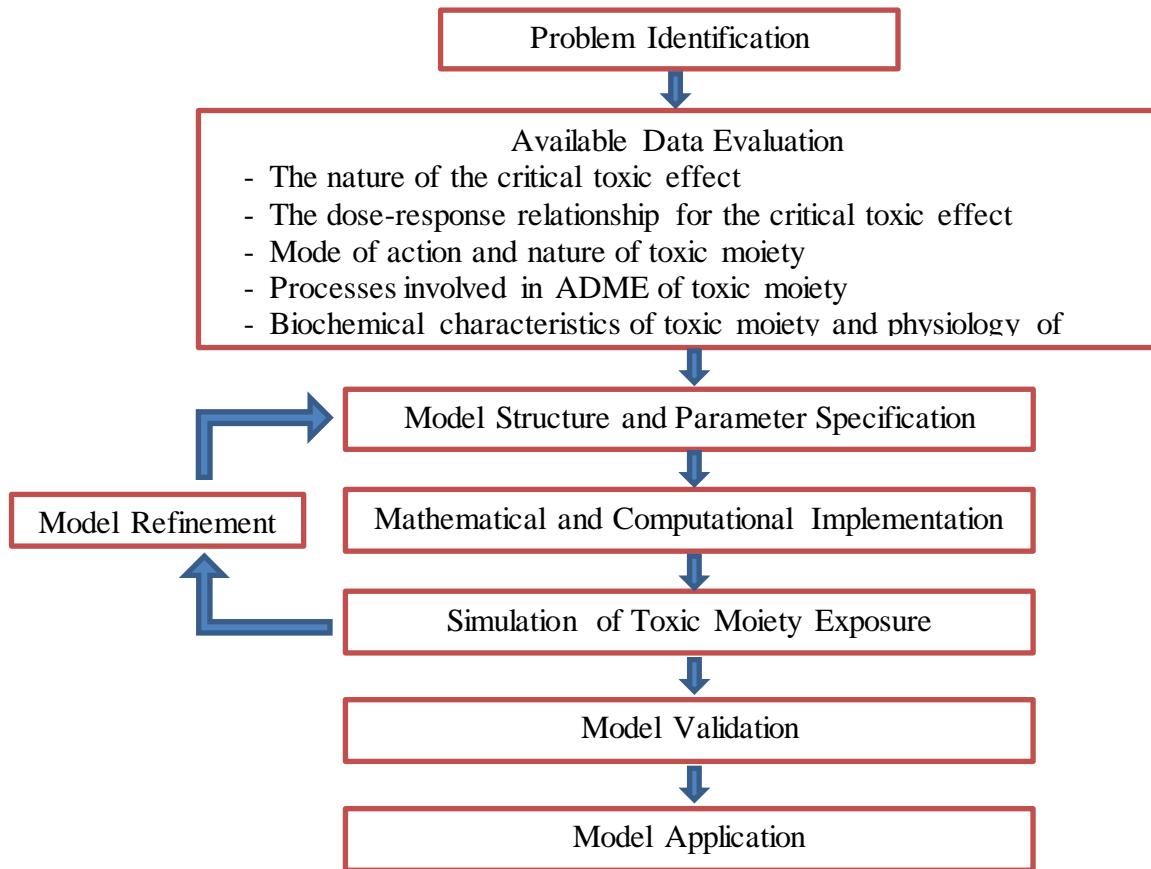 Problem Identification
Available Data Evaluation
- The nature of the critical toxic effect
- The dose-response relationship for the critical toxic effect
- Mode of action and nature of toxic moiety
- Processes involved in ADME of toxic moiety
- Biochemical characteristics of toxic moiety and physiology of
Model Structure and Parameter Specification
Model Refinement
Mathematical and Computational Implementation
Simulation of Toxic Moiety Exposure
Model Validation
Model Application